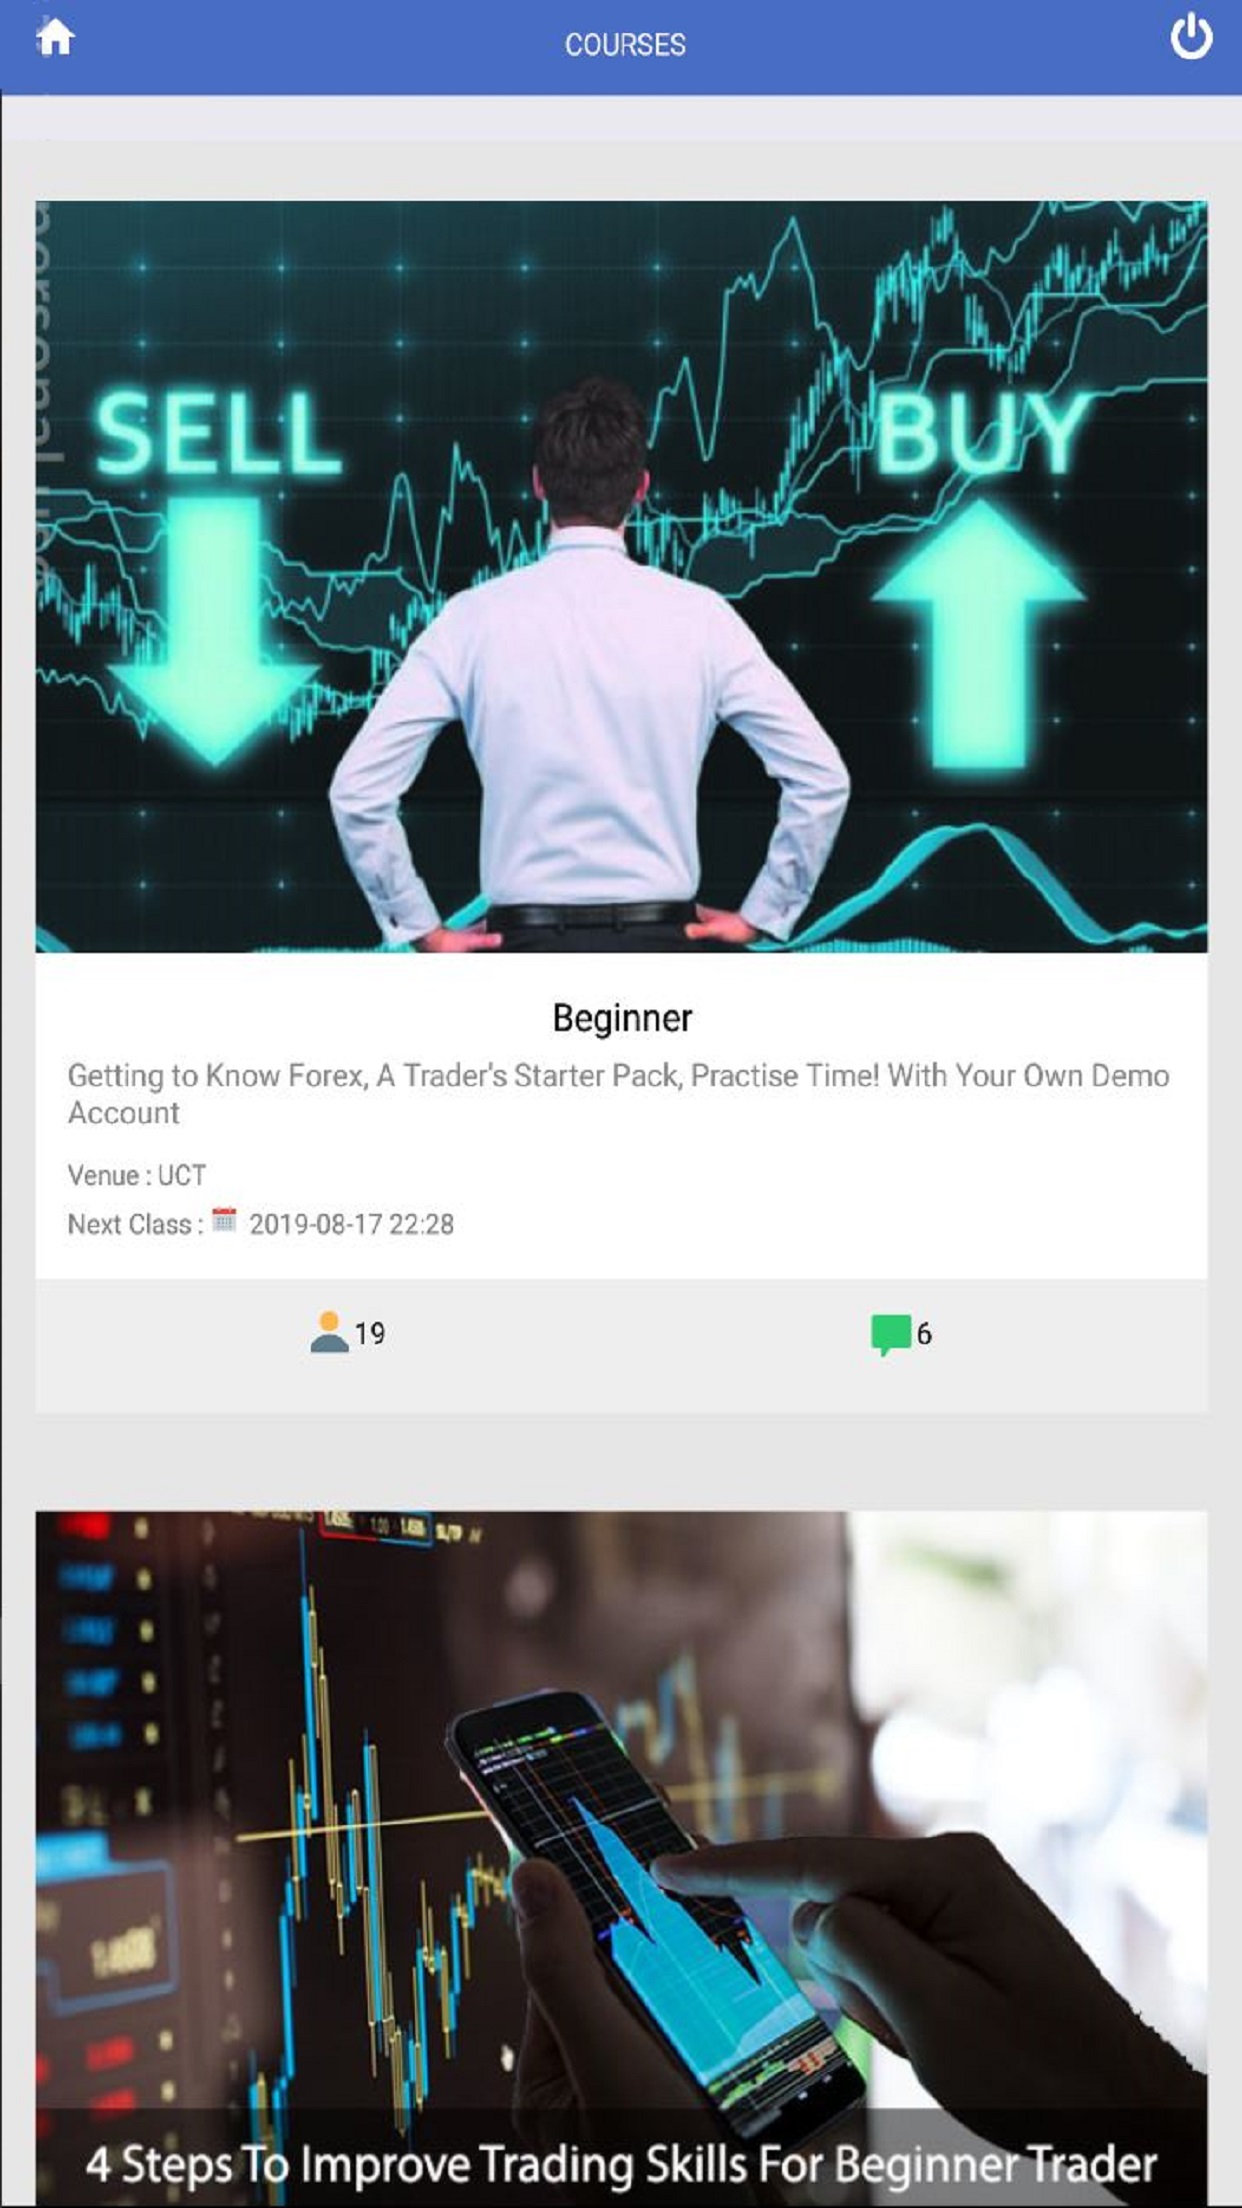 COURSES
SELL
BUY
Beginner
Getting to Know Forex, A Trader's Starter Pack, Practise Time! With Your Own Demo
Account
Venue : UCT
Next Class : 2019-08-17 22:28
19
6
4 Steps To Improve Trading Skills For Beginner Trader